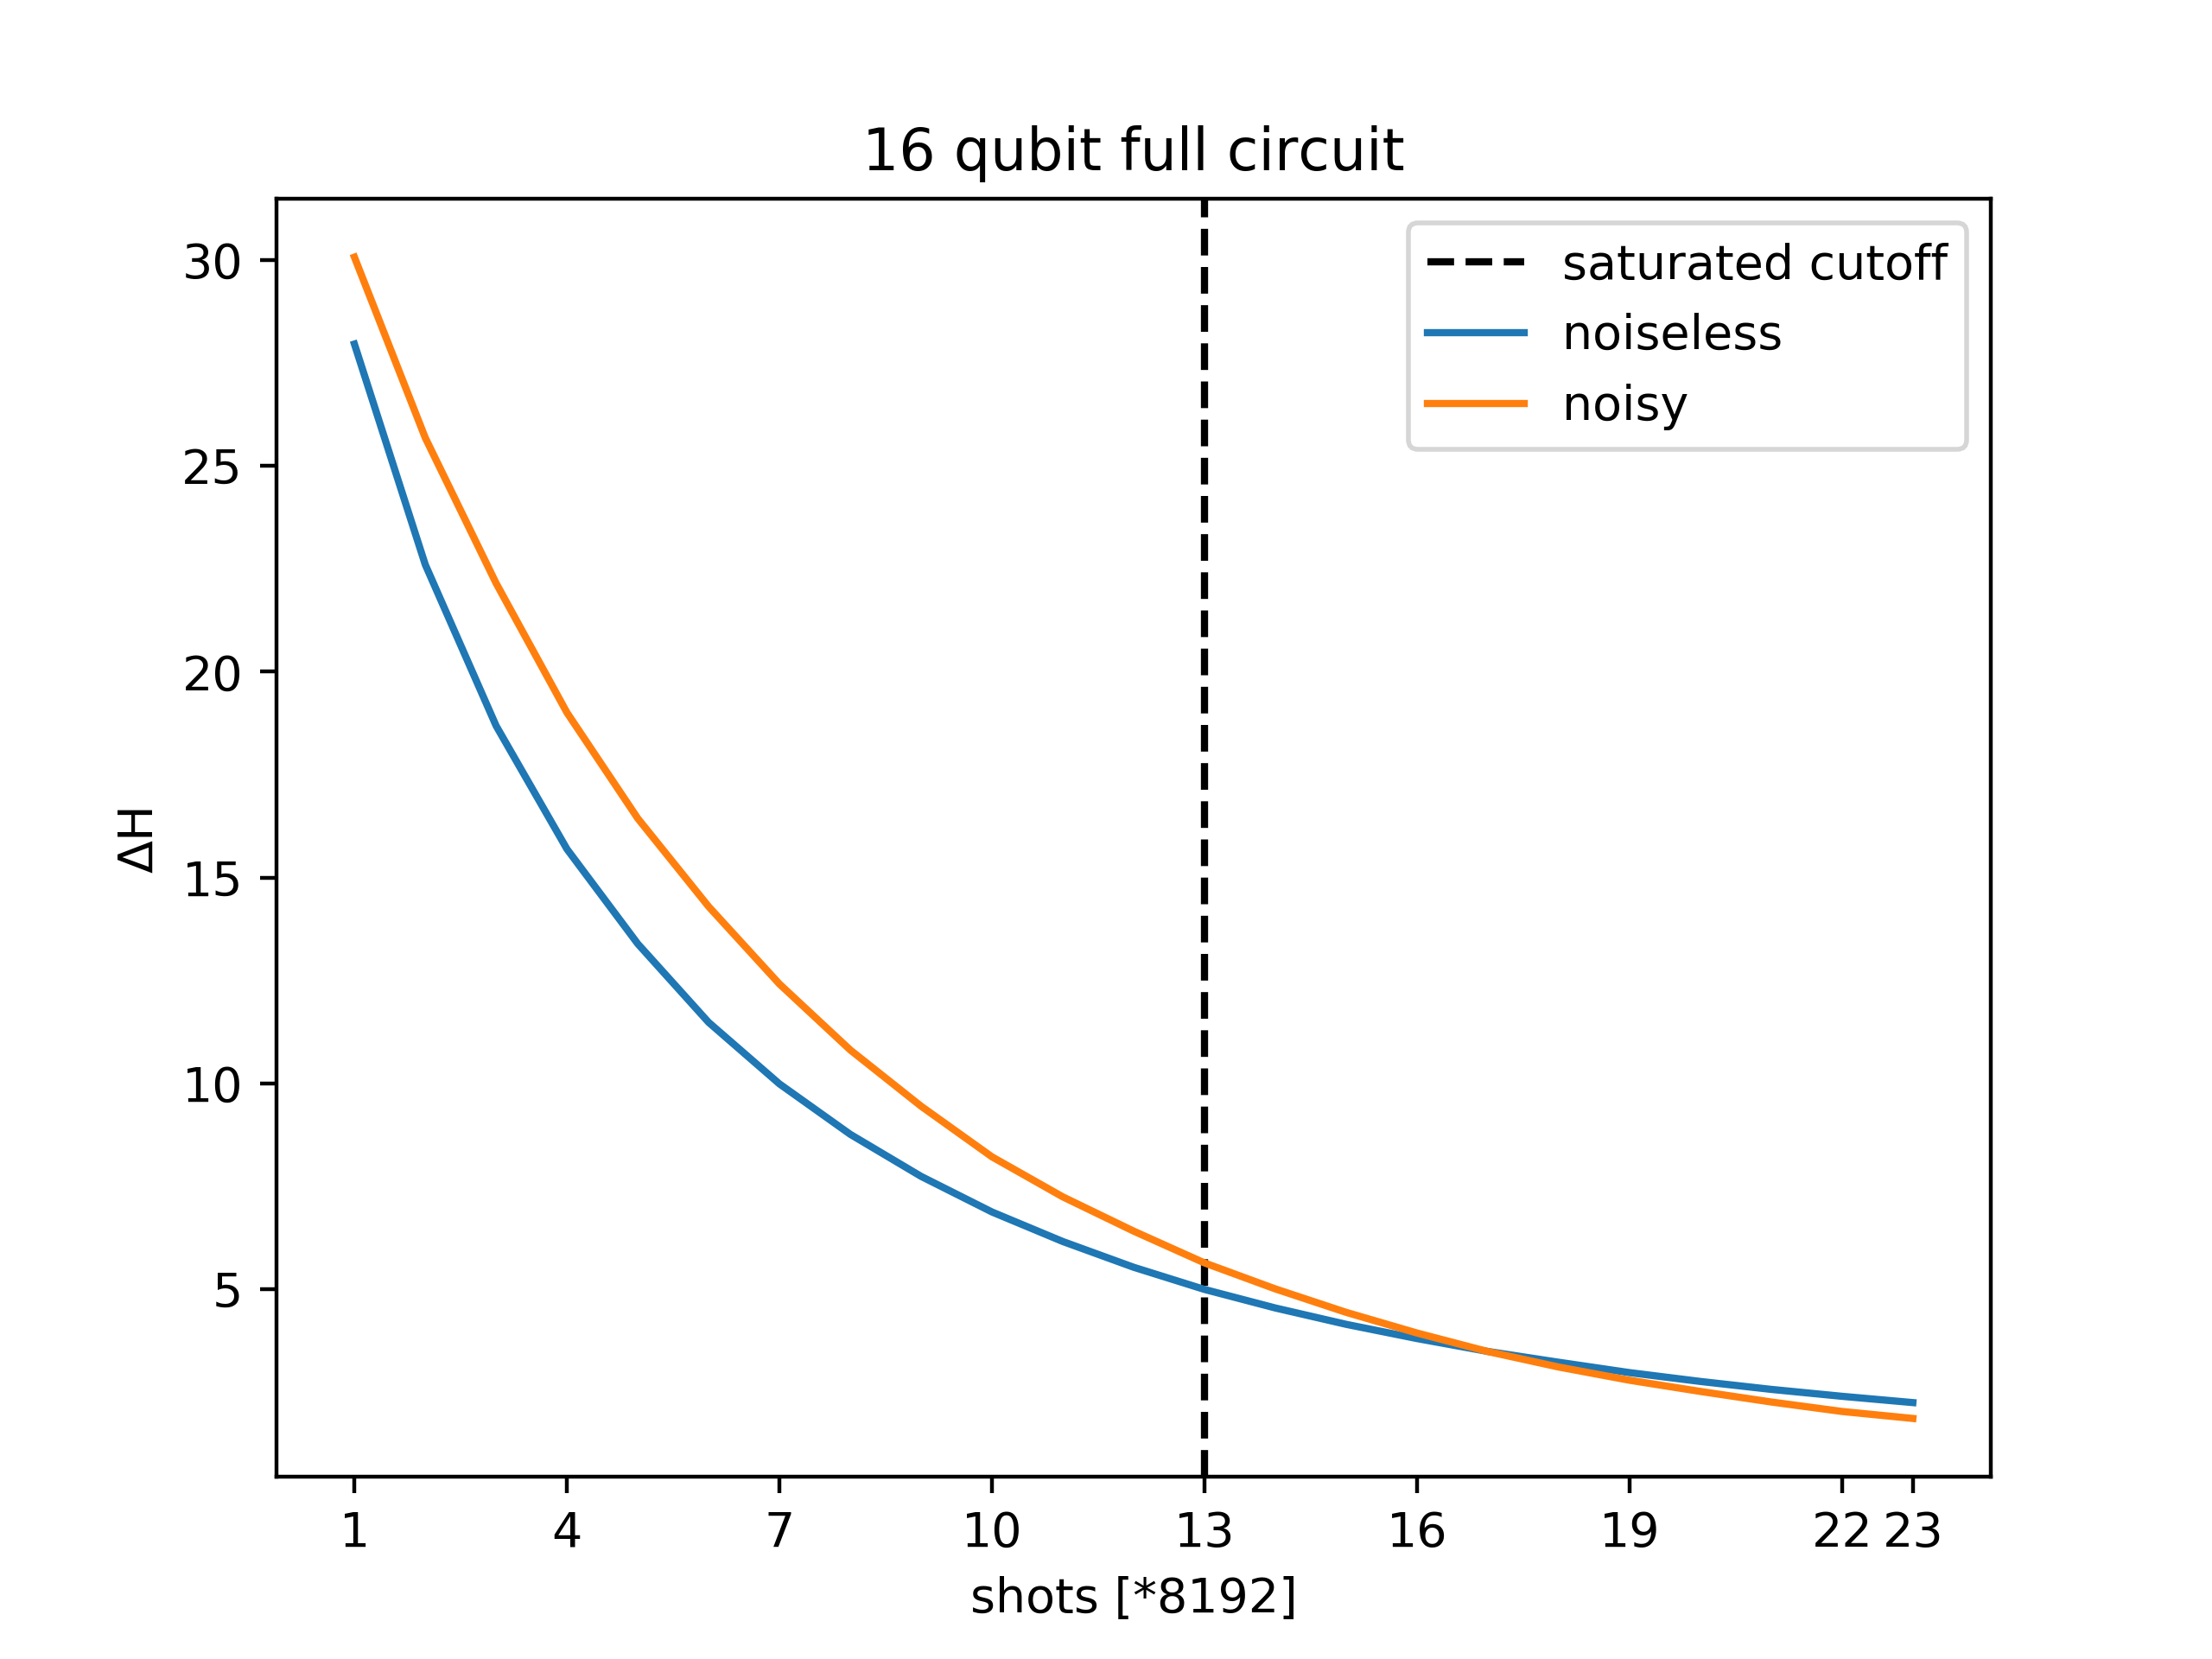 16 qubit full circuit
saturated cutoff
noiseless
noisy
30
25
20
15
10
5
ΔH
1 4 7 10 13 16 19 22 23
shots [*8192]